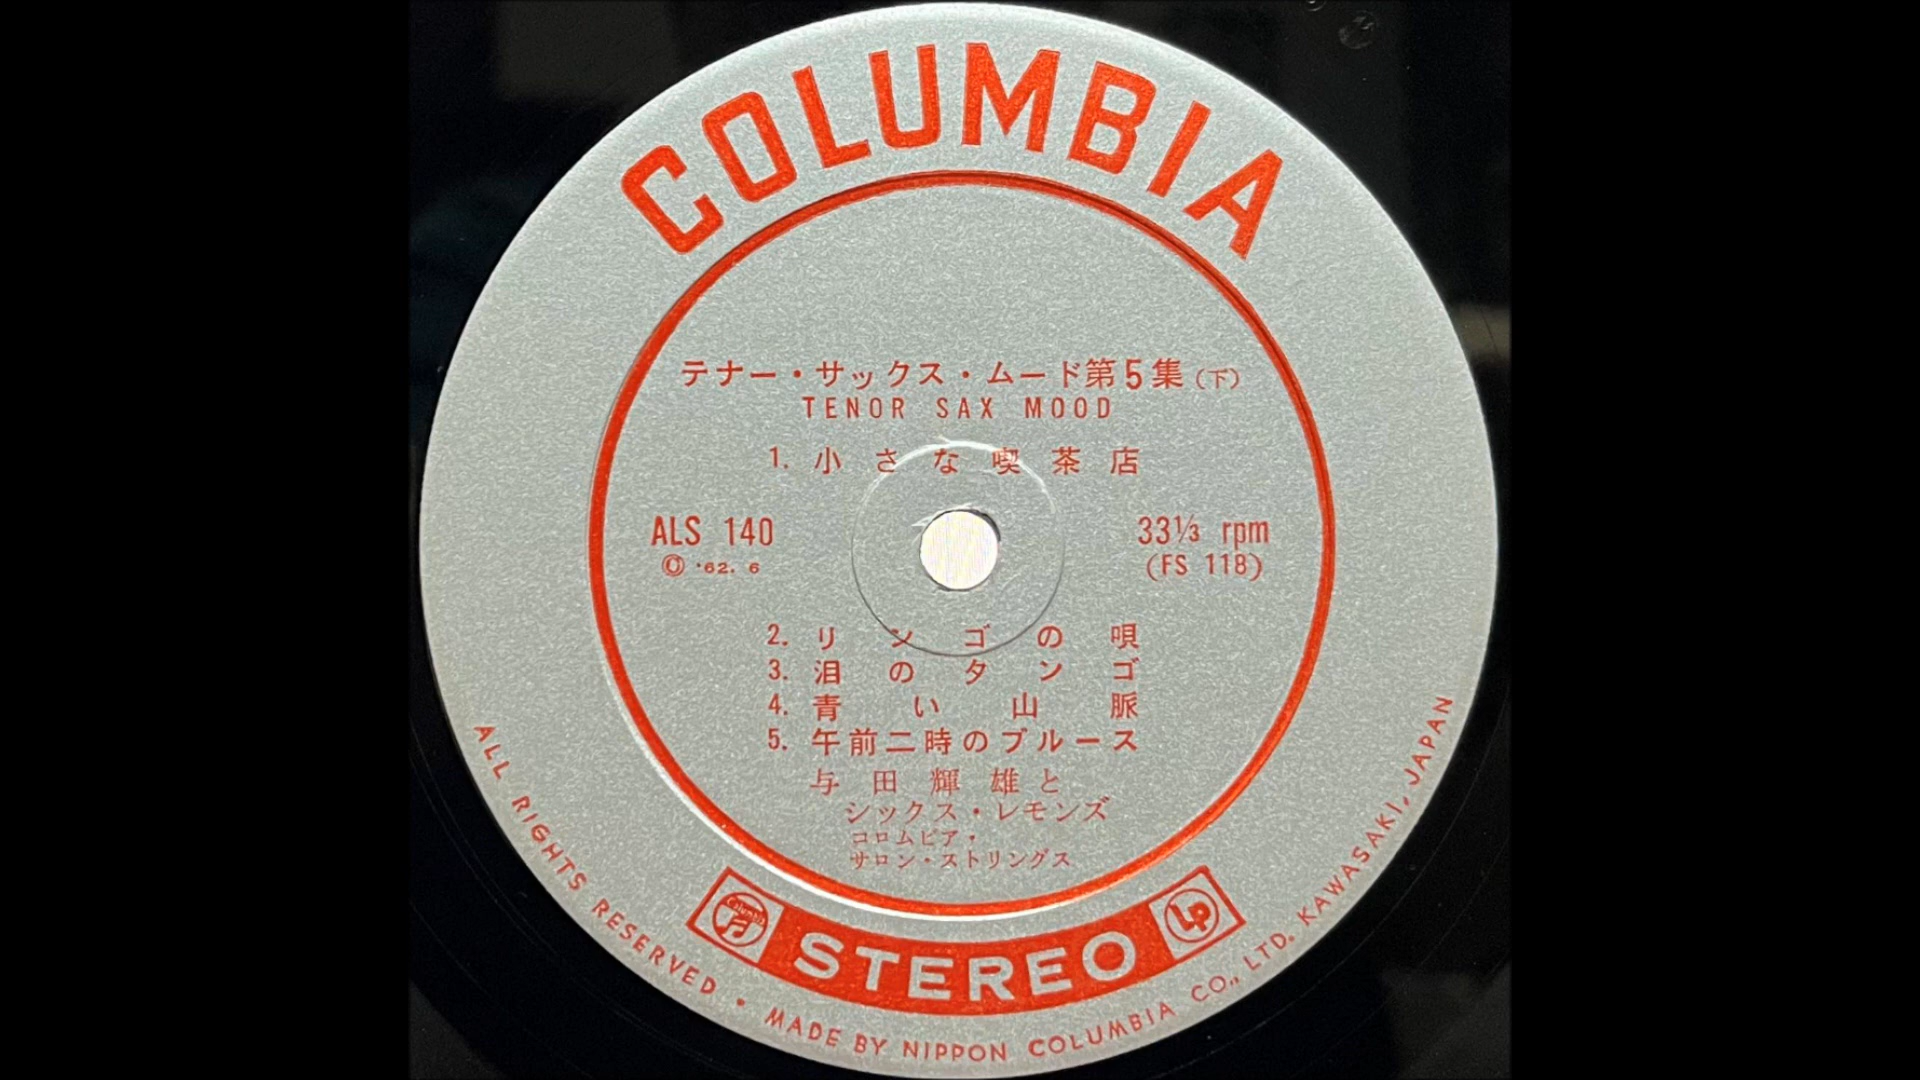 COLUMBIA
テナー・サックス・ムード第5集(下)
TENOR SAX MOOD
1. 小さな喫茶店
ALS 140
33⅓ rpm
Ⓒ '62. 6
(FS 118)
2. リンゴの唄
3. 泪のタンゴ
4. 青い山脈
5. 午前二時のブルース
与田輝雄と
シックス・レモンズ
コロムビア・
サロン・ストリングス
Columbia
STEREO
LP
ALL RIGHTS RESERVED • MADE BY NIPPON COLUMBIA CO., LTD. KAWASAKI, JAPAN